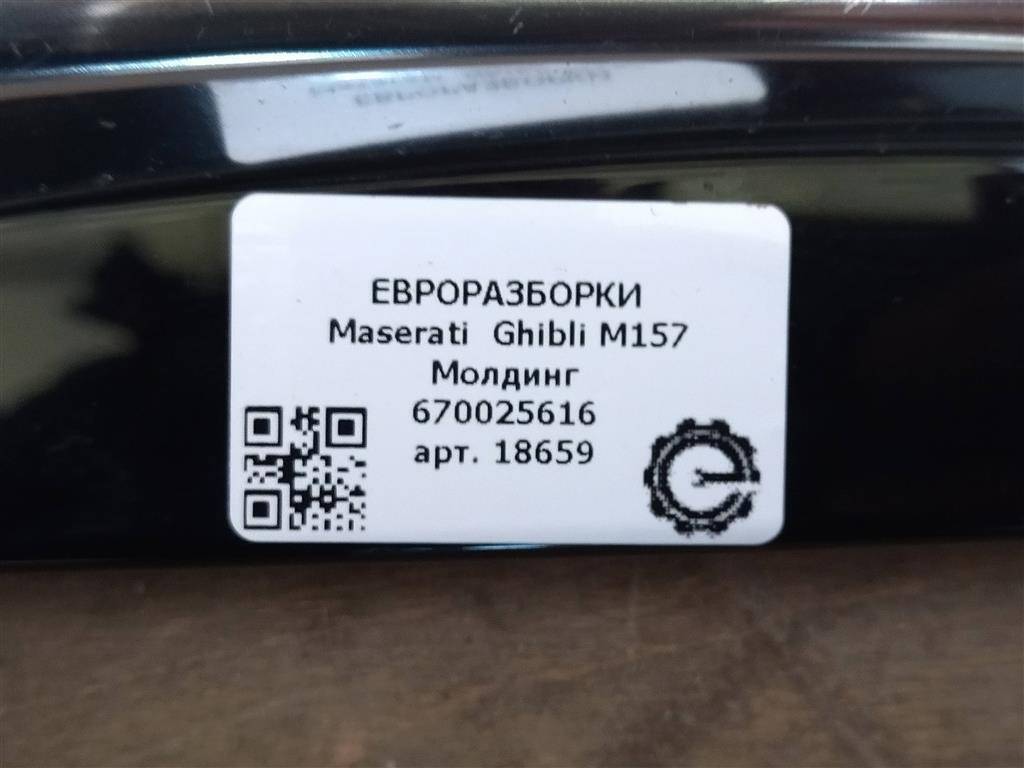 ЕВРОРАЗБОРКИ
Maserati Ghibli M157
Молдинг
670025616
арт. 18659